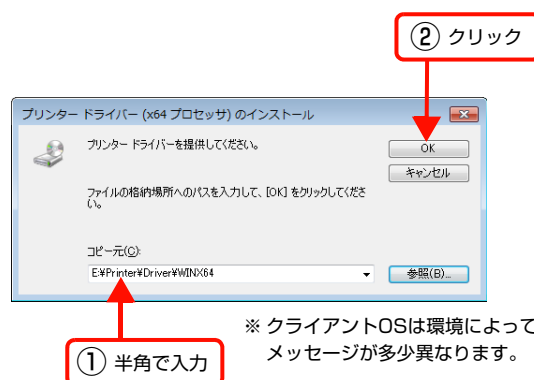 ② クリック
プリンター ドライバー (x64 プロセッサ) のインストール
プリンター ドライバーを提供してください。
OK
キャンセル
ファイルの格納場所へのパスを入力して、[OK] をクリックしてくださ
い。
コピー元(C):
E:¥Printer¥Driver¥WINX64
参照(B)...
※ クライアントOSは環境によって
メッセージが多少異なります。
① 半角で入力